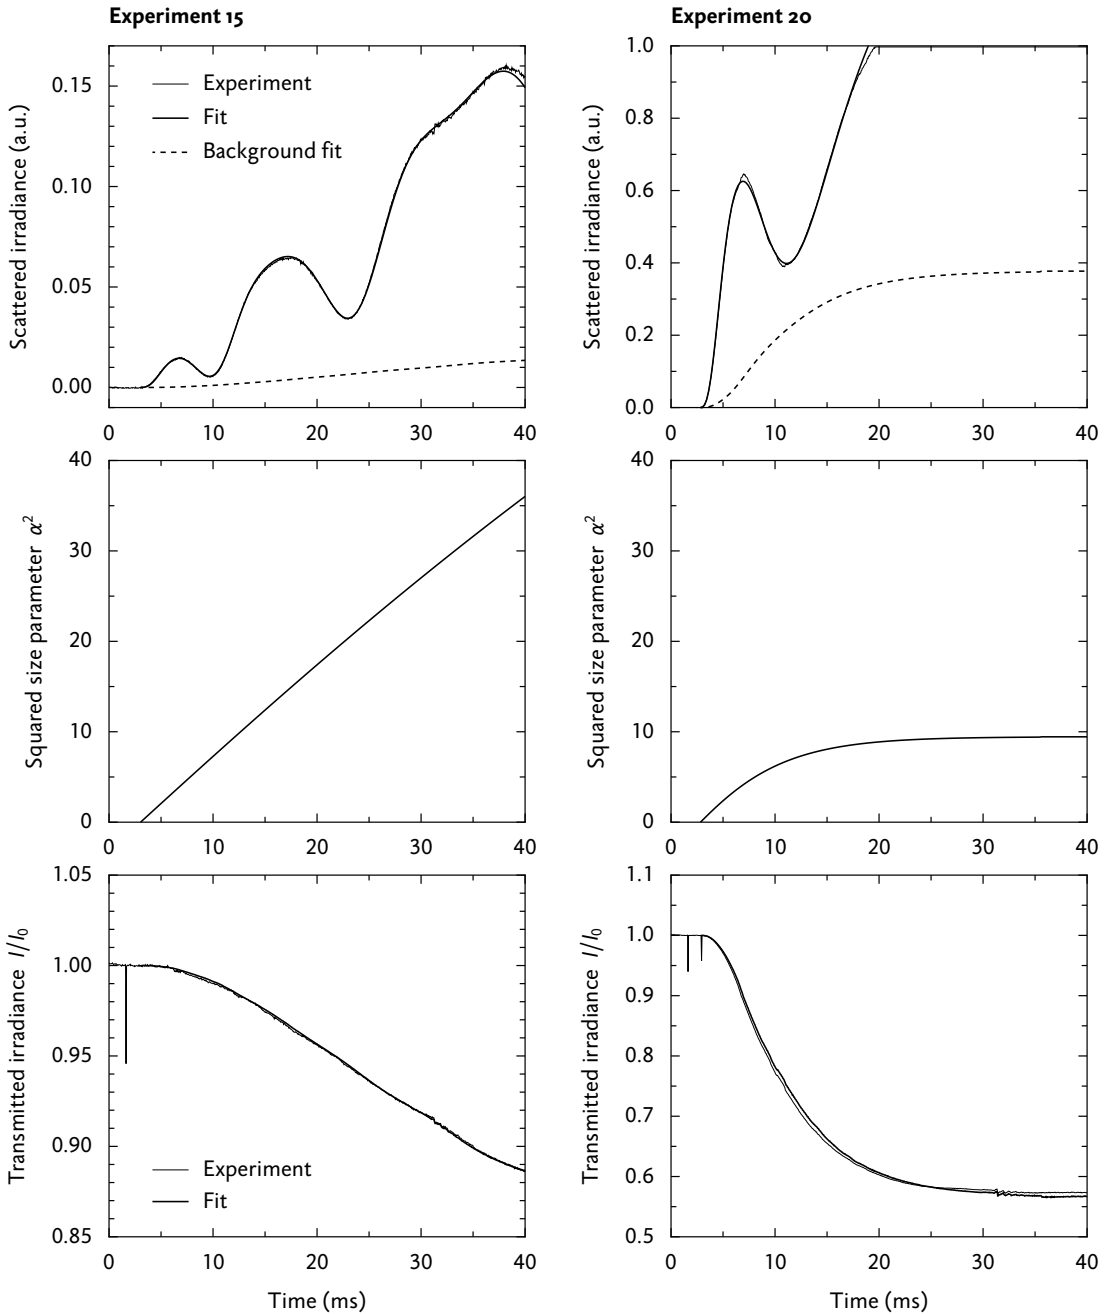 Experiment 15
Experiment 20
Scattered irradiance (a.u.)
0.15
0.10
0.05
0.00
Experiment
Fit
Background fit
0 10 20 30 40
Scattered irradiance (a.u.)
1.0
0.8
0.6
0.4
0.2
0.0
0 10 20 30 40
Squared size parameter α²
40
30
20
10
0
0 10 20 30 40
Squared size parameter α²
40
30
20
10
0
0 10 20 30 40
Transmitted irradiance I/I₀
1.05
1.00
0.95
0.90
0.85
Experiment
Fit
0 10 20 30 40
Time (ms)
Transmitted irradiance I/I₀
1.1
1.0
0.9
0.8
0.7
0.6
0.5
0 10 20 30 40
Time (ms)